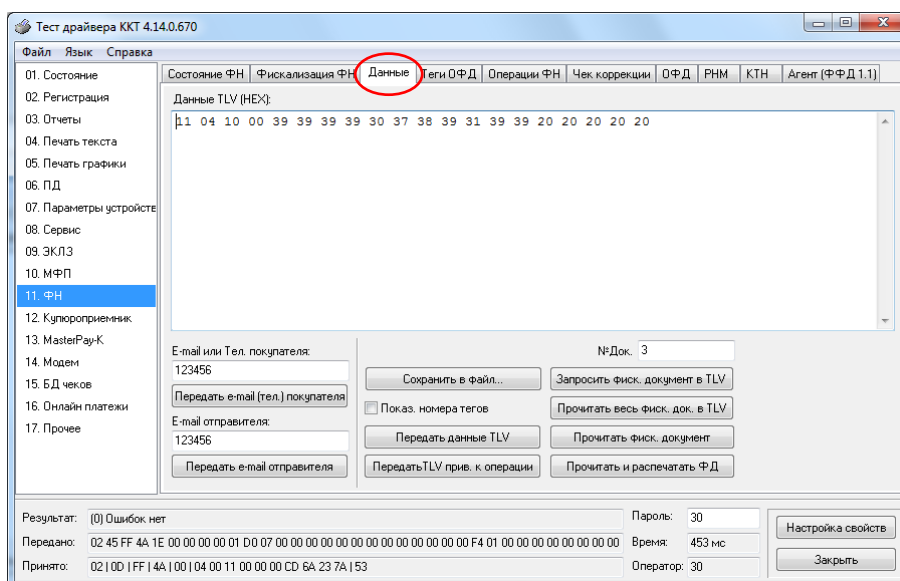 Тест драйвера ККТ 4.14.0.670
Файл Язык Справка
01. Состояние
02. Регистрация
03. Отчеты
04. Печать текста
05. Печать графики
06. ПД
07. Параметры устройств
08. Сервис
09. ЭКЛЗ
10. МФП
11. ФН
12. Купюроприемник
13. MasterPay-K
14. Модем
15. БД чеков
16. Онлайн платежи
17. Прочее
Состояние ФН Фискализация ФН Данные Теги ОФД Операции ФН Чек коррекции ОФД РНМ КТН Агент (ФФД 1.1)
Данные TLV (HEX):
11 04 10 00 39 39 39 39 30 37 38 39 31 39 39 20 20 20 20 20
E-mail или Тел. покупателя:
123456
Передать e-mail (тел.) покупателя
E-mail отправителя:
123456
Передать e-mail отправителя
Сохранить в файл...
Показ. номера тегов
Передать данные TLV
ПередатьTLV прив. к операции
№Док. 3
Запросить фиск. документ в TLV
Прочитать весь фиск. док. в TLV
Прочитать фиск. документ
Прочитать и распечатать ФД
Результат: (0) Ошибок нет
Передано: 02 45 FF 4A 1E 00 00 00 00 01 D0 07 00 00 00 00 00 00 00 00 00 00 00 00 00 00 F4 01 00 00 00 00 00 00 00 00
Принято: 02 | 0D | FF | 4A | 00 | 04 00 11 00 00 00 CD 6A 23 7A | 53
Пароль: 30
Время: 453 мс
Оператор: 30
Настройка свойств
Закрыть